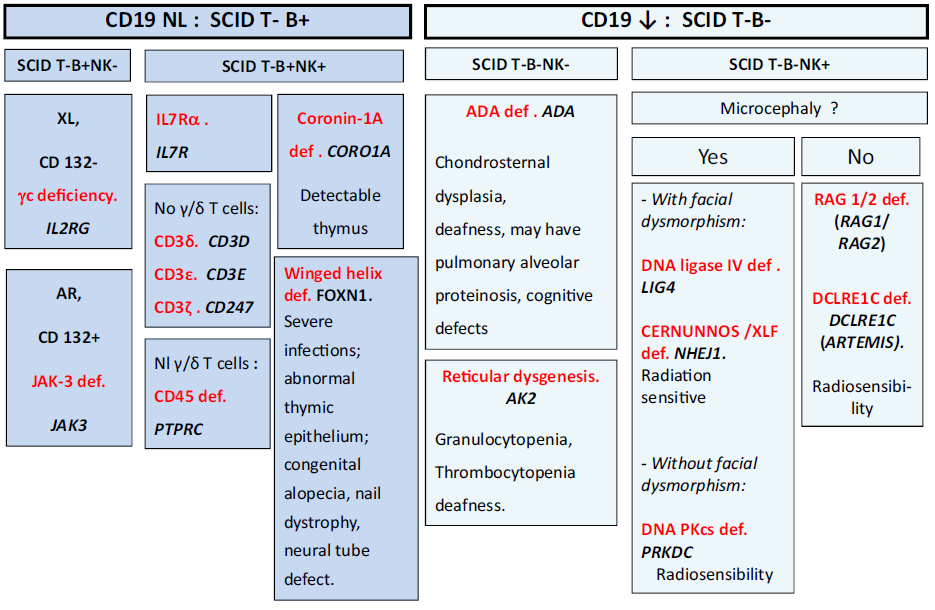 CD19 NL : SCID T- B+
SCID T-B+NK-
XL,
CD 132-
γc deficiency.
IL2RG
AR,
CD 132+
JAK-3 def.
JAK3
SCID T-B+NK+
IL7Rα .
IL7R
No γ/δ T cells:
CD3δ. CD3D
CD3ε. CD3E
CD3ζ . CD247
Nl γ/δ T cells :
CD45 def.
PTPRC
Coronin-1A
def . CORO1A
Detectable
thymus
Winged helix
def. FOXN1.
Severe
infections;
abnormal
thymic
epithelium;
congenital
alopecia, nail
dystrophy,
neural tube
defect.
CD19 ↓ : SCID T-B-
SCID T-B-NK-
ADA def . ADA
Chondrosternal
dysplasia,
deafness, may have
pulmonary alveolar
proteinosis, cognitive
defects
Reticular dysgenesis.
AK2
Granulocytopenia,
Thrombocytopenia
deafness.
SCID T-B-NK+
Microcephaly ?
Yes
- With facial
dysmorphism:
DNA ligase IV def .
LIG4
CERNUNNOS /XLF
def. NHEJ1.
Radiation
sensitive
- Without facial
dysmorphism:
DNA PKcs def.
PRKDC
Radiosensibility
No
RAG 1/2 def.
(RAG1/
RAG2)
DCLRE1C def.
DCLRE1C
(ARTEMIS).
Radiosensibi-
lity